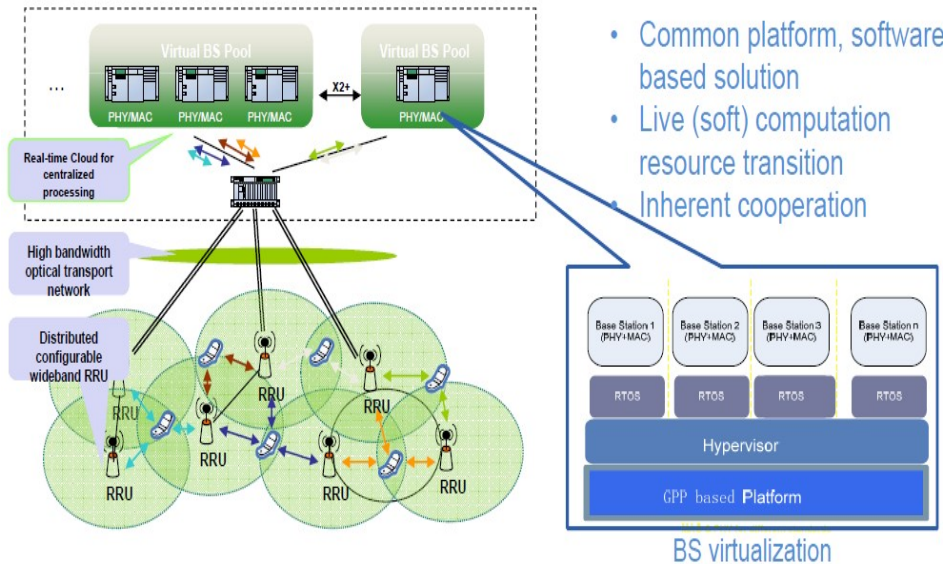 Virtual BS Pool
Virtual BS Pool
...
X2+
PHY/MAC
PHY/MAC
PHY/MAC
PHY/MAC
Real-time Cloud for
centralized
processing
High bandwidth
optical transport
network
Distributed
configurable
wideband RRU
RRU
RRU
RRU
RRU
RRU
RRU
RRU
• Common platform, software
based solution
• Live (soft) computation
resource transition
• Inherent cooperation
Base Station 1
(PHY+MAC)
Base Station 2
(PHY+MAC)
Base Station 3
(PHY+MAC)
Base Station n
(PHY+MAC)
RTOS
RTOS
RTOS
RTOS
Hypervisor
GPP based Platform
BS virtualization